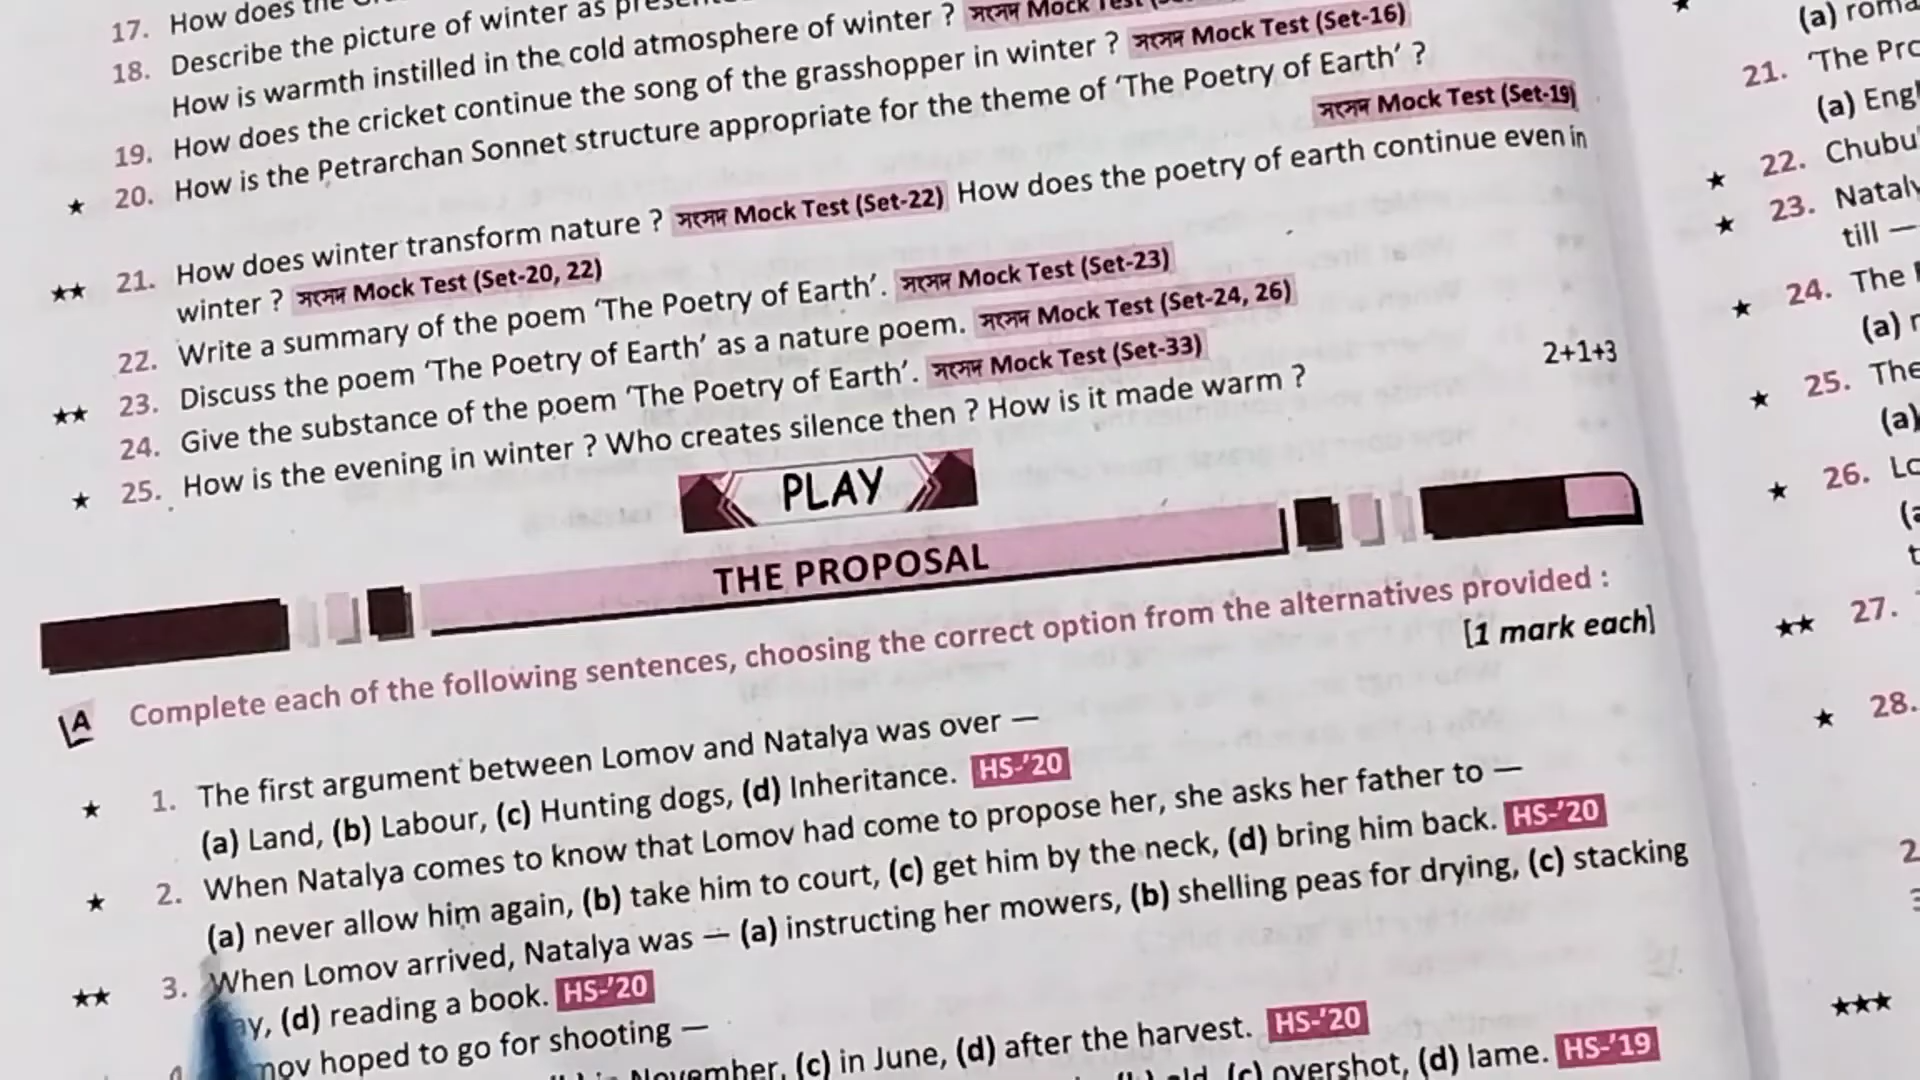 17. How does the
18. Describe the picture of winter as
How is warmth instilled in the cold atmosphere of winter ? সংসদ Mock Test
19. How does the cricket continue the song of the grasshopper in winter ? সংসদ Mock Test (Set-16)
★ 20. How is the Petrarchan Sonnet structure appropriate for the theme of 'The Poetry of Earth' ?
সংসদ Mock Test (Set-19)
★★ 21. How does winter transform nature ? সংসদ Mock Test (Set-22) How does the poetry of earth continue even in
winter ? সংসদ Mock Test (Set-20, 22)
22. Write a summary of the poem 'The Poetry of Earth'. সংসদ Mock Test (Set-23)
★★ 23. Discuss the poem 'The Poetry of Earth' as a nature poem. সংসদ Mock Test (Set-24, 26)
24. Give the substance of the poem 'The Poetry of Earth'. সংসদ Mock Test (Set-33)
★ 25. How is the evening in winter ? Who creates silence then ? How is it made warm ? 2+1+3
PLAY
THE PROPOSAL
A Complete each of the following sentences, choosing the correct option from the alternatives provided :
[1 mark each]
★ 1. The first argument between Lomov and Natalya was over —
(a) Land, (b) Labour, (c) Hunting dogs, (d) Inheritance. HS-'20
★ 2. When Natalya comes to know that Lomov had come to propose her, she asks her father to —
(a) never allow him again, (b) take him to court, (c) get him by the neck, (d) bring him back. HS-'20
★★ 3. When Lomov arrived, Natalya was — (a) instructing her mowers, (b) shelling peas for drying, (c) stacking
ay, (d) reading a book. HS-'20
mov hoped to go for shooting —
November, (c) in June, (d) after the harvest. HS-'20
(c) overshot, (d) lame. HS-'19
★
(a) roma
21. 'The Pro
(a) Engl
★ 22. Chubu
★ 23. Nataly
till —
★ 24. The
(a)
★ 25. The
(a)
★ 26. Lo
★★ 27.
★ 28.
★★★